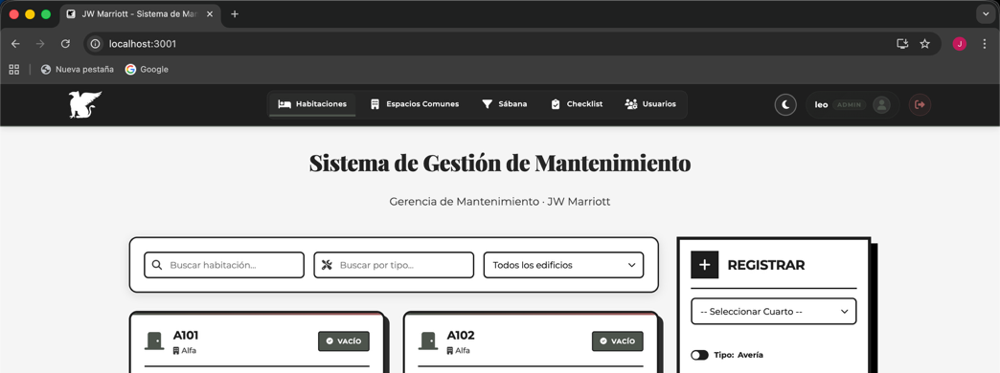 JW Marriott - Sistema de Mar
localhost:3001
J
Nueva pestaña
Google
Habitaciones
Espacios Comunes
Sábana
Checklist
Usuarios
leo
ADMIN
Sistema de Gestión de Mantenimiento
Gerencia de Mantenimiento · JW Marriott
Buscar habitación...
Buscar por tipo...
Todos los edificios
REGISTRAR
-- Seleccionar Cuarto --
Tipo: Avería
A101
Alfa
VACÍO
A102
Alfa
VACÍO